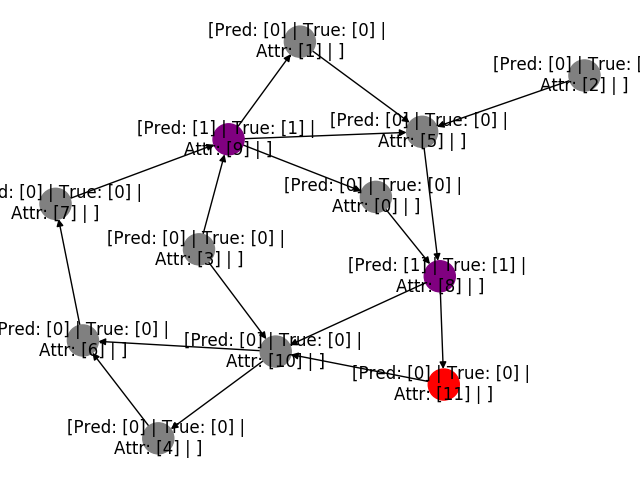 [Pred: [0] | True: [0] |
Attr: [1] | ]
[Pred: [0] | True: [
Attr: [2] | ]
[Pred: [0] | True: [0] |
Attr: [5] | ]
[Pred: [1] | True: [1] |
Attr: [9] | ]
[Pred: [0] | True: [0] |
Attr: [0] | ]
d: [0] | True: [0] |
Attr: [7] | ]
[Pred: [0] | True: [0] |
Attr: [3] | ]
[Pred: [1] | True: [1] |
Attr: [8] | ]
Pred: [0] | True: [0] |
Attr: [6] | ]
[Pred: [0] | True: [0] |
Attr: [10] | ]
[Pred: [0] | True: [0] |
Attr: [11] | ]
[Pred: [0] | True: [0] |
Attr: [4] | ]